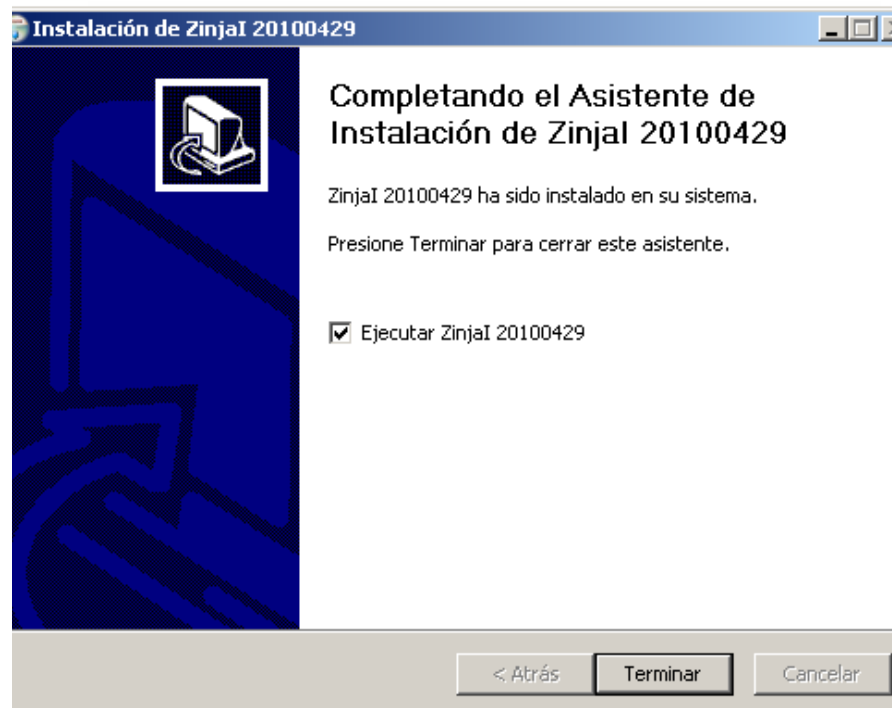 Instalación de ZinjaI 20100429
Completando el Asistente de
Instalación de ZinjaI 20100429
ZinjaI 20100429 ha sido instalado en su sistema.
Presione Terminar para cerrar este asistente.
Ejecutar ZinjaI 20100429
< Atrás Terminar Cancelar